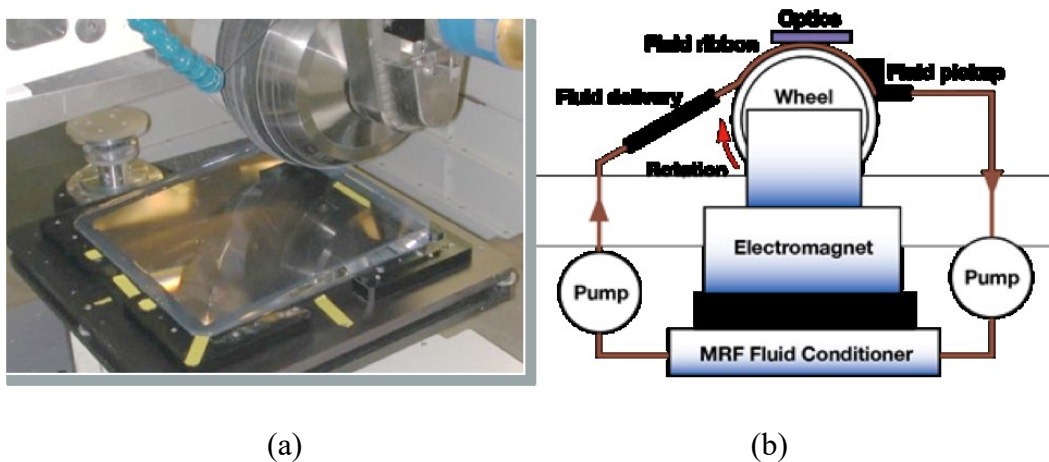 Optics
Fluid ribbon
Fluid pickup
Fluid delivery
Wheel
Rotation
Electromagnet
Pump
Pump
MRF Fluid Conditioner
(a)
(b)